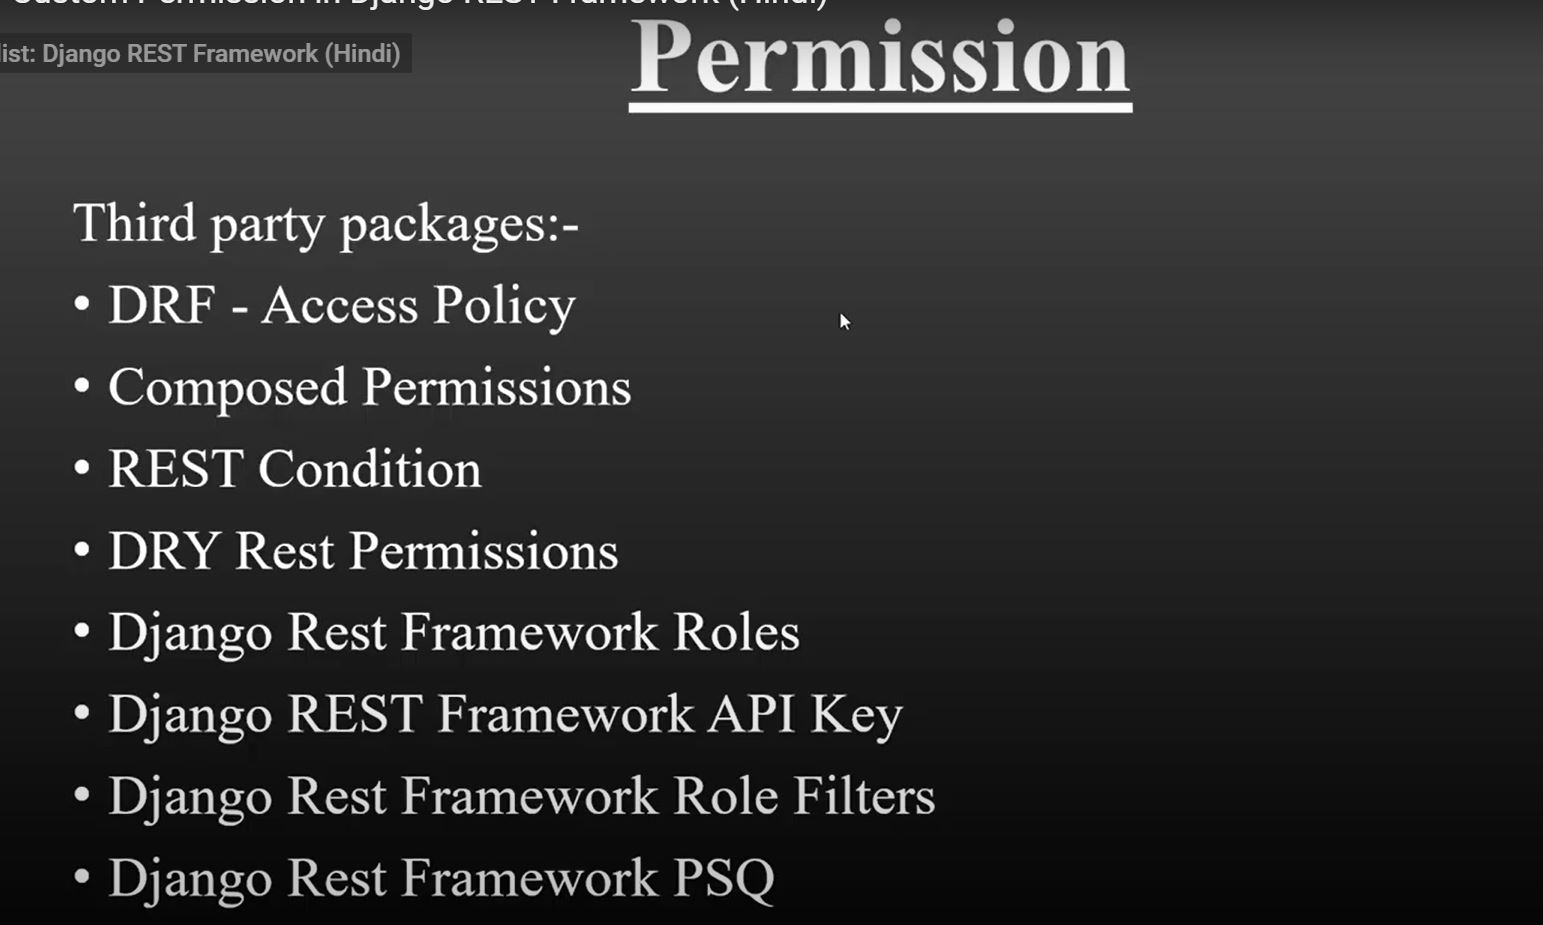 Custom Permission in Django REST Framework (Hindi)
list: Django REST Framework (Hindi)
Permission
Third party packages:-
• DRF - Access Policy
• Composed Permissions
• REST Condition
• DRY Rest Permissions
• Django Rest Framework Roles
• Django REST Framework API Key
• Django Rest Framework Role Filters
• Django Rest Framework PSQ